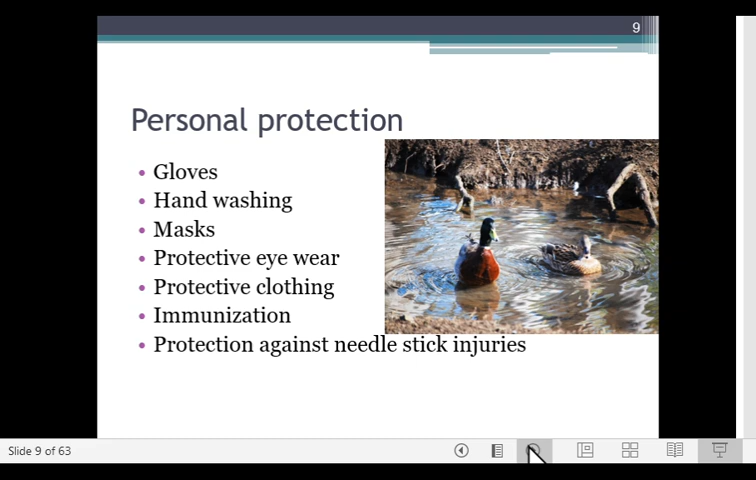 9
Personal protection
• Gloves
• Hand washing
• Masks
• Protective eye wear
• Protective clothing
• Immunization
• Protection against needle stick injuries
Slide 9 of 63